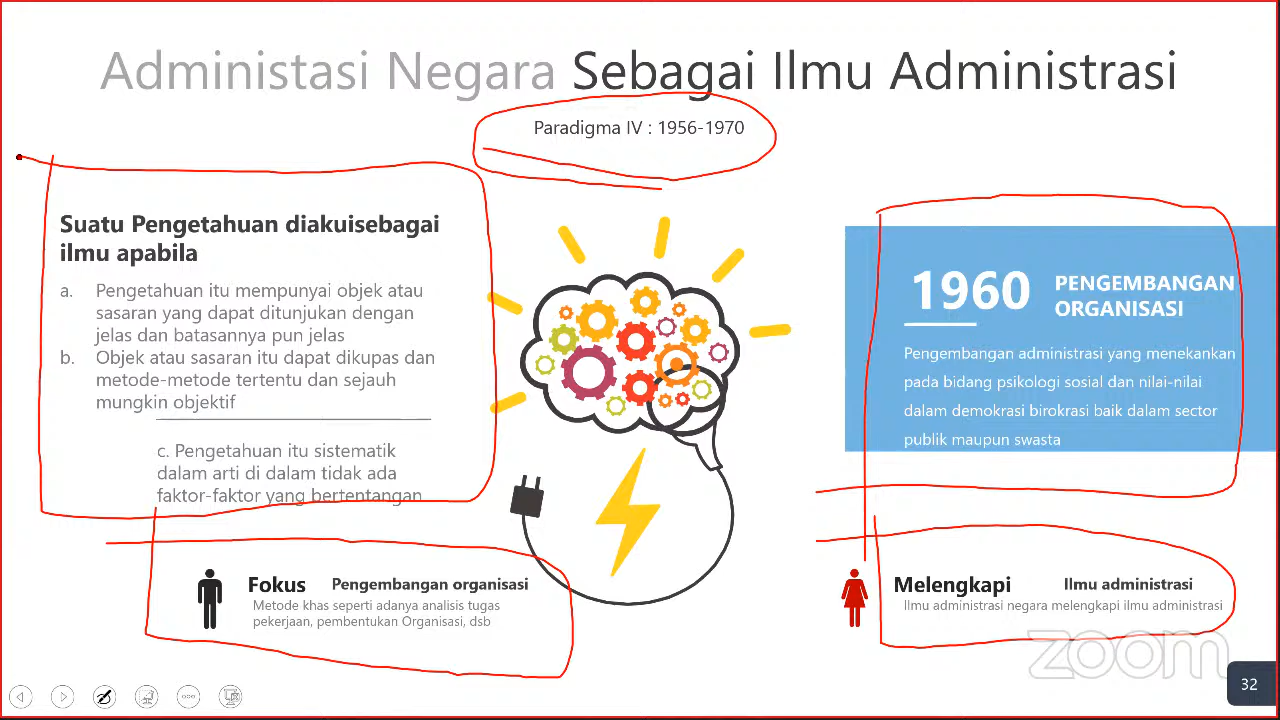 Administasi Negara Sebagai Ilmu Administrasi
Paradigma IV : 1956-1970
Suatu Pengetahuan diakuisebagai
ilmu apabila
a. Pengetahuan itu mempunyai objek atau
sasaran yang dapat ditunjukan dengan
jelas dan batasannya pun jelas
b. Objek atau sasaran itu dapat dikupas dan
metode-metode tertentu dan sejauh
mungkin objektif
c. Pengetahuan itu sistematik
dalam arti di dalam tidak ada
faktor-faktor yang bertentangan
1960 PENGEMBANGAN
ORGANISASI
Pengembangan administrasi yang menekankan
pada bidang psikologi sosial dan nilai-nilai
dalam demokrasi birokrasi baik dalam sector
publik maupun swasta
Fokus Pengembangan organisasi
Metode khas seperti adanya analisis tugas
pekerjaan, pembentukan Organisasi, dsb
Melengkapi Ilmu administrasi
Ilmu administrasi negara melengkapi ilmu administrasi
zoom
32